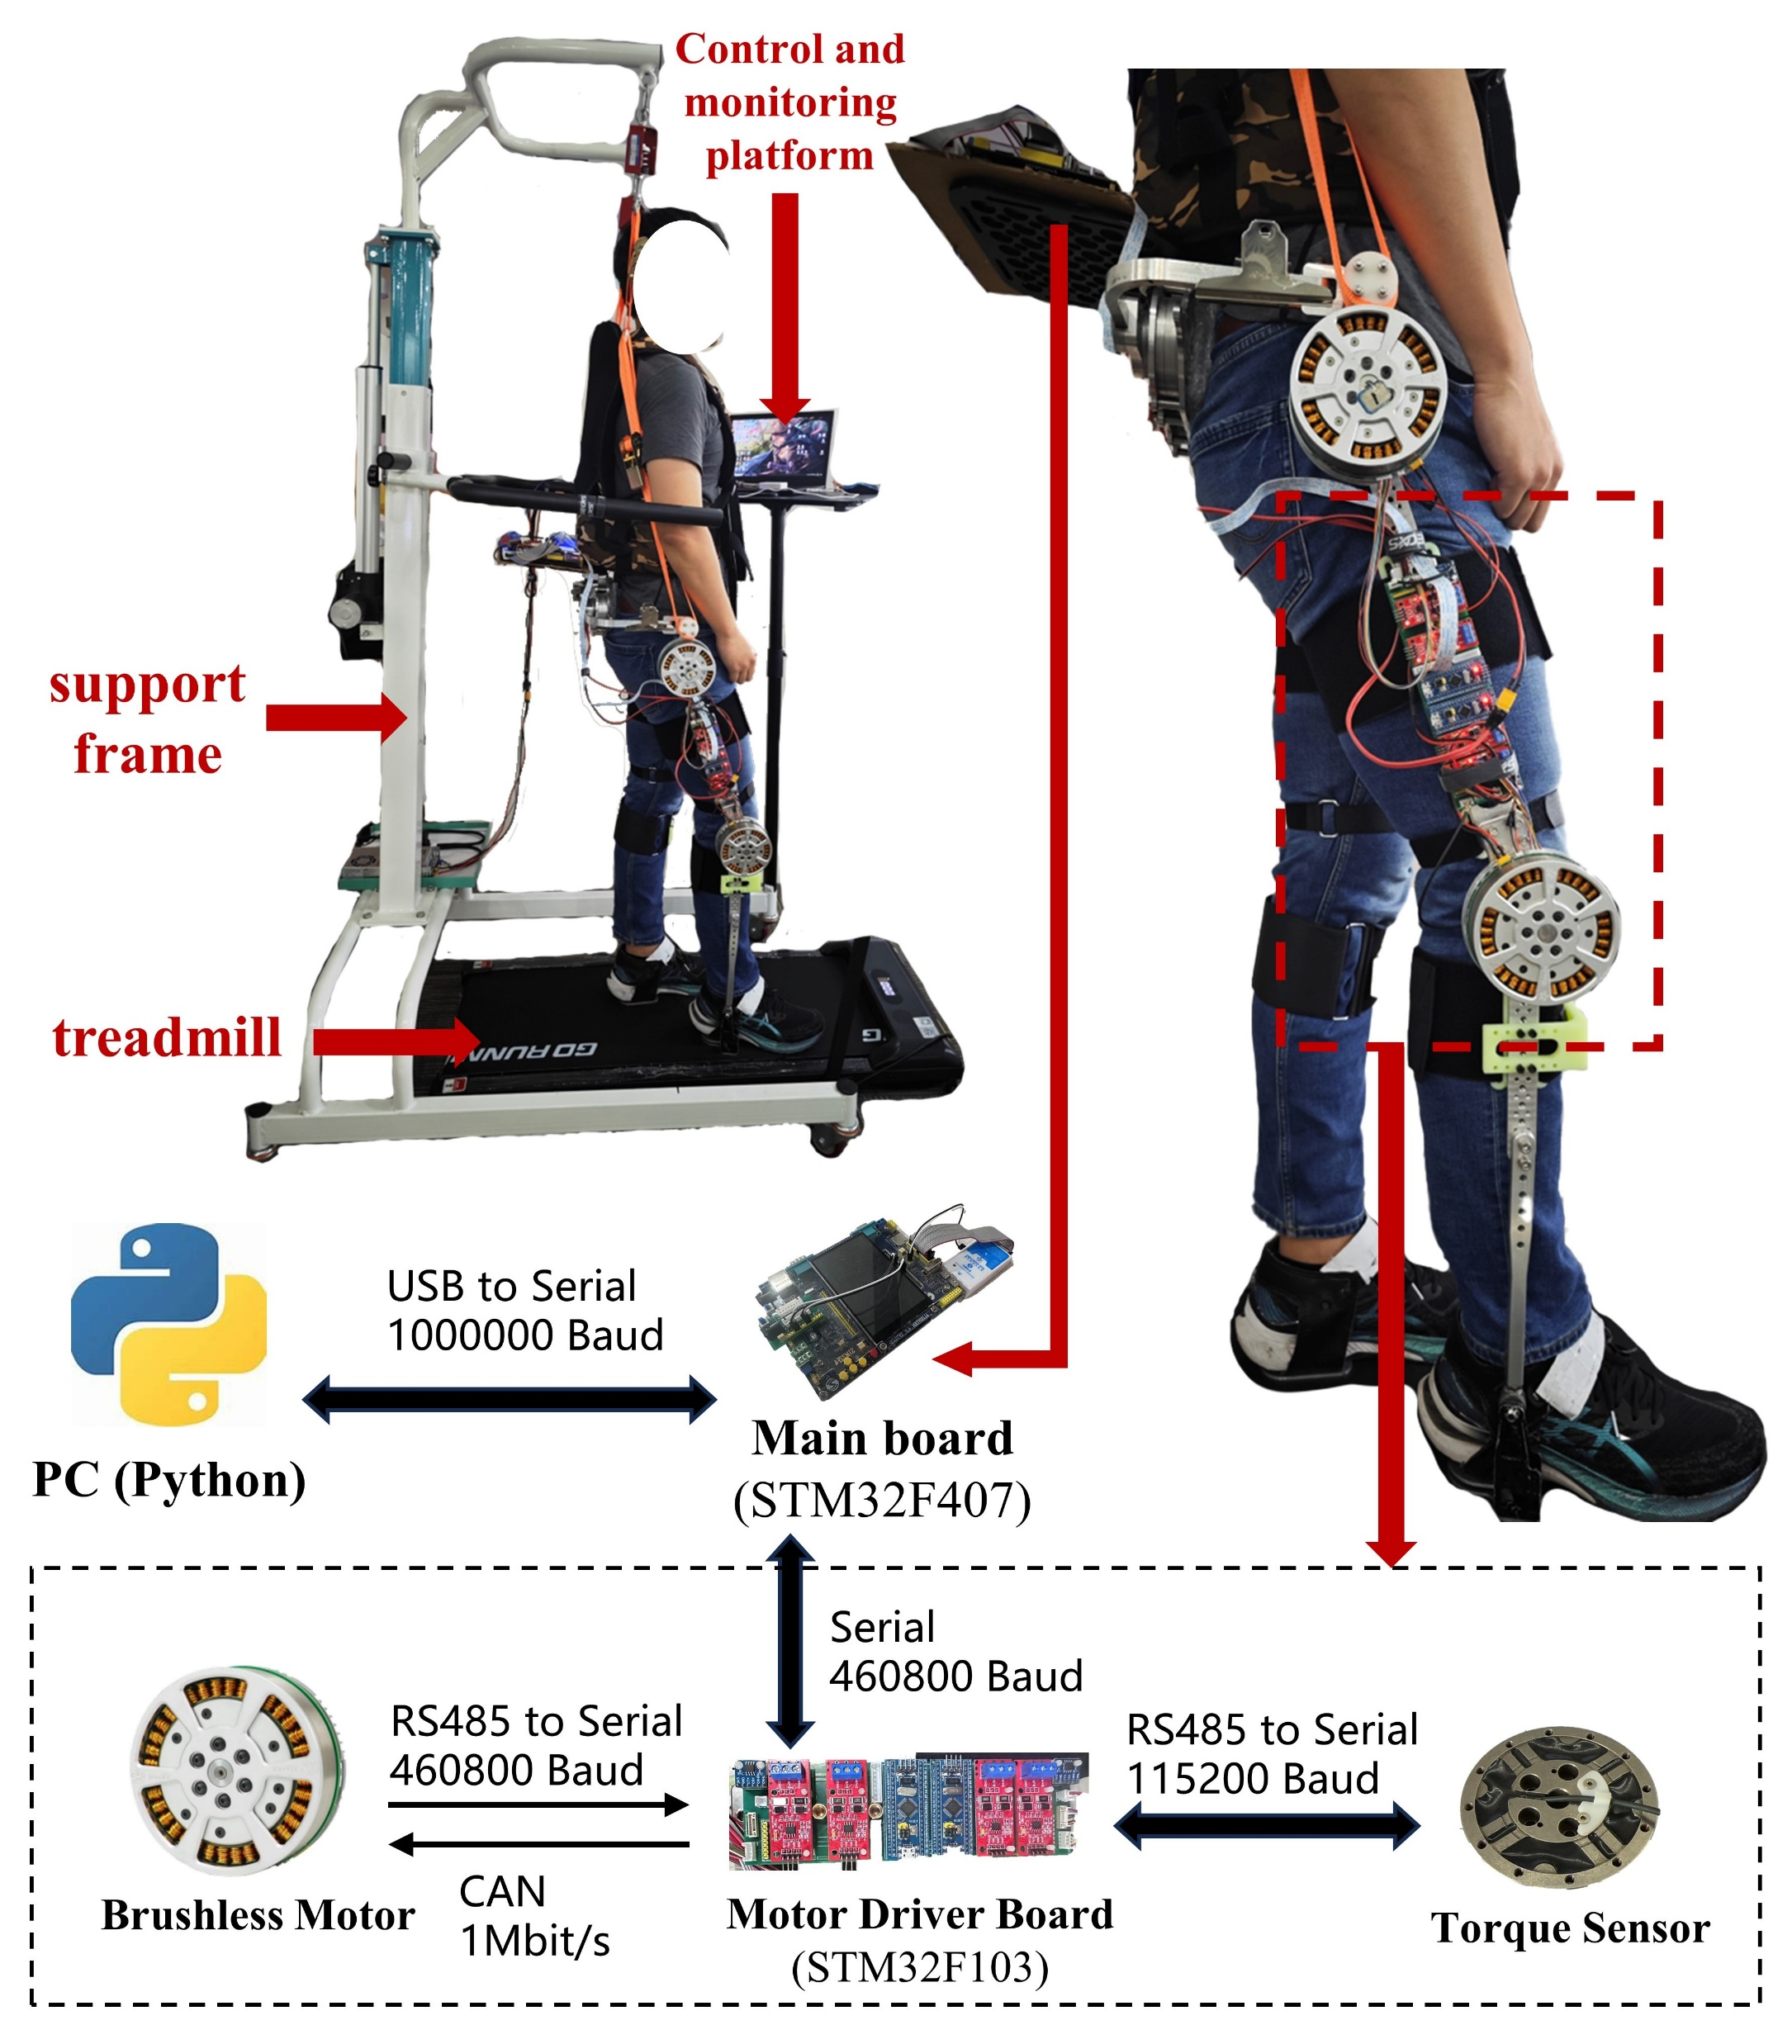 Control and
monitoring
platform
support
frame
treadmill
GO RUNN
G
USB to Serial
1000000 Baud
PC (Python)
Main board
(STM32F407)
Serial
460800 Baud
RS485 to Serial
460800 Baud
CAN
1Mbit/s
RS485 to Serial
115200 Baud
Brushless Motor
Motor Driver Board
(STM32F103)
Torque Sensor